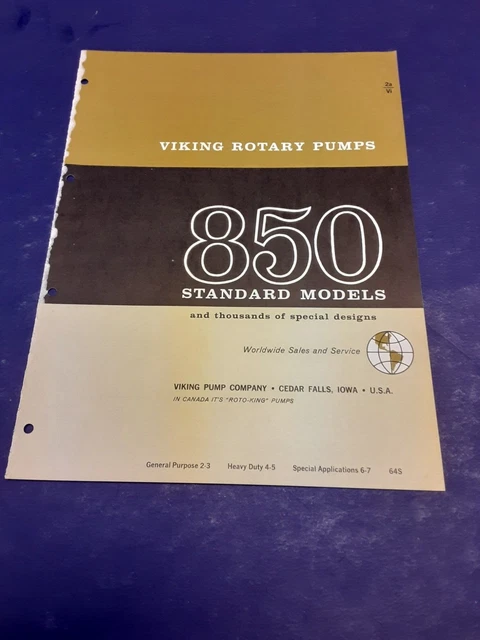 2a
Vi
VIKING ROTARY PUMPS
850
STANDARD MODELS
and thousands of special designs
Worldwide Sales and Service
VIKING PUMP COMPANY • CEDAR FALLS, IOWA • U.S.A.
IN CANADA IT'S "ROTO-KING" PUMPS
General Purpose 2-3 Heavy Duty 4-5 Special Applications 6-7 64S